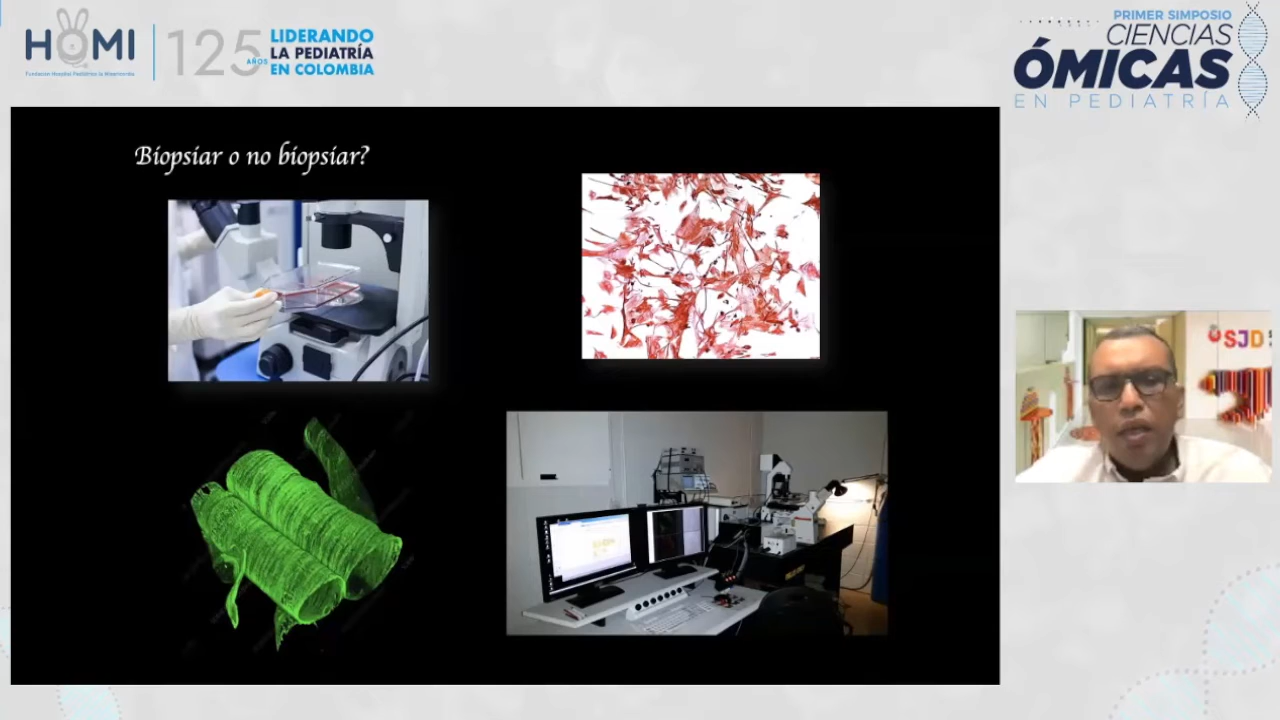 HOMI
Fundación Hospital Pediátrico la Misericordia
125
AÑOS
LIDERANDO
LA PEDIATRÍA
EN COLOMBIA
PRIMER SIMPOSIO
CIENCIAS
ÓMICAS
EN PEDIATRÍA
Biopsiar o no biopsiar?
SJD